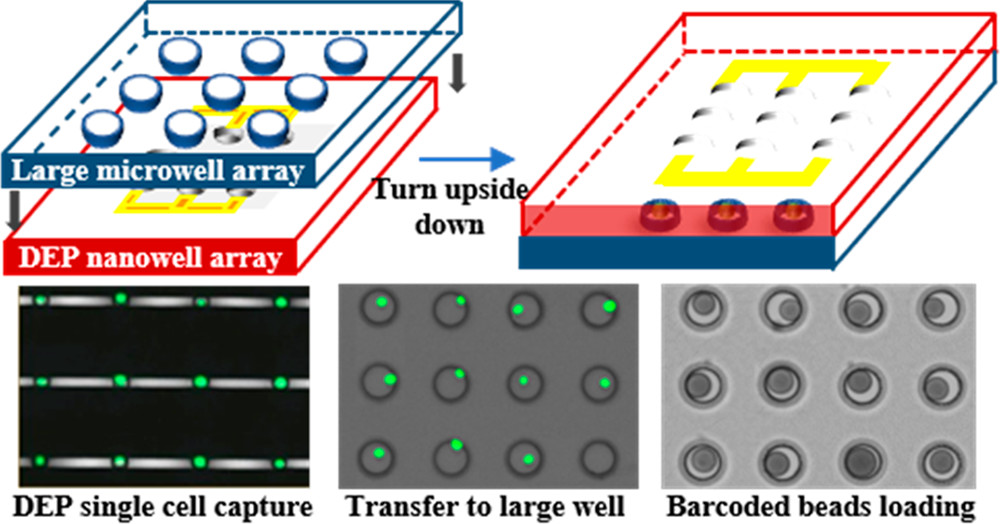 Large microwell array
Turn upside
down
DEP nanowell array
DEP single cell capture
Transfer to large well
Barcoded beads loading